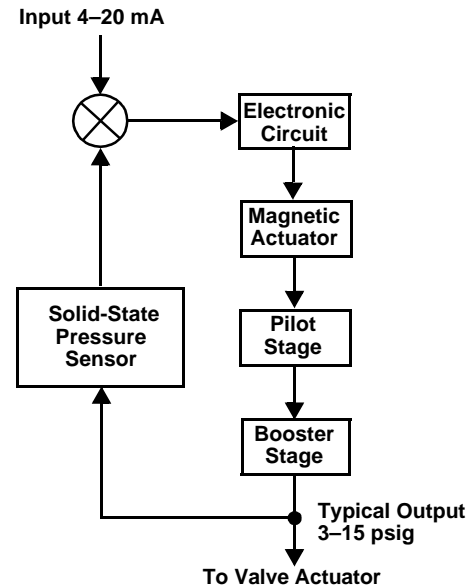 Input 4–20 mA
Electronic
Circuit
Magnetic
Actuator
Solid-State
Pressure
Sensor
Pilot
Stage
Booster
Stage
Typical Output
3–15 psig
To Valve Actuator